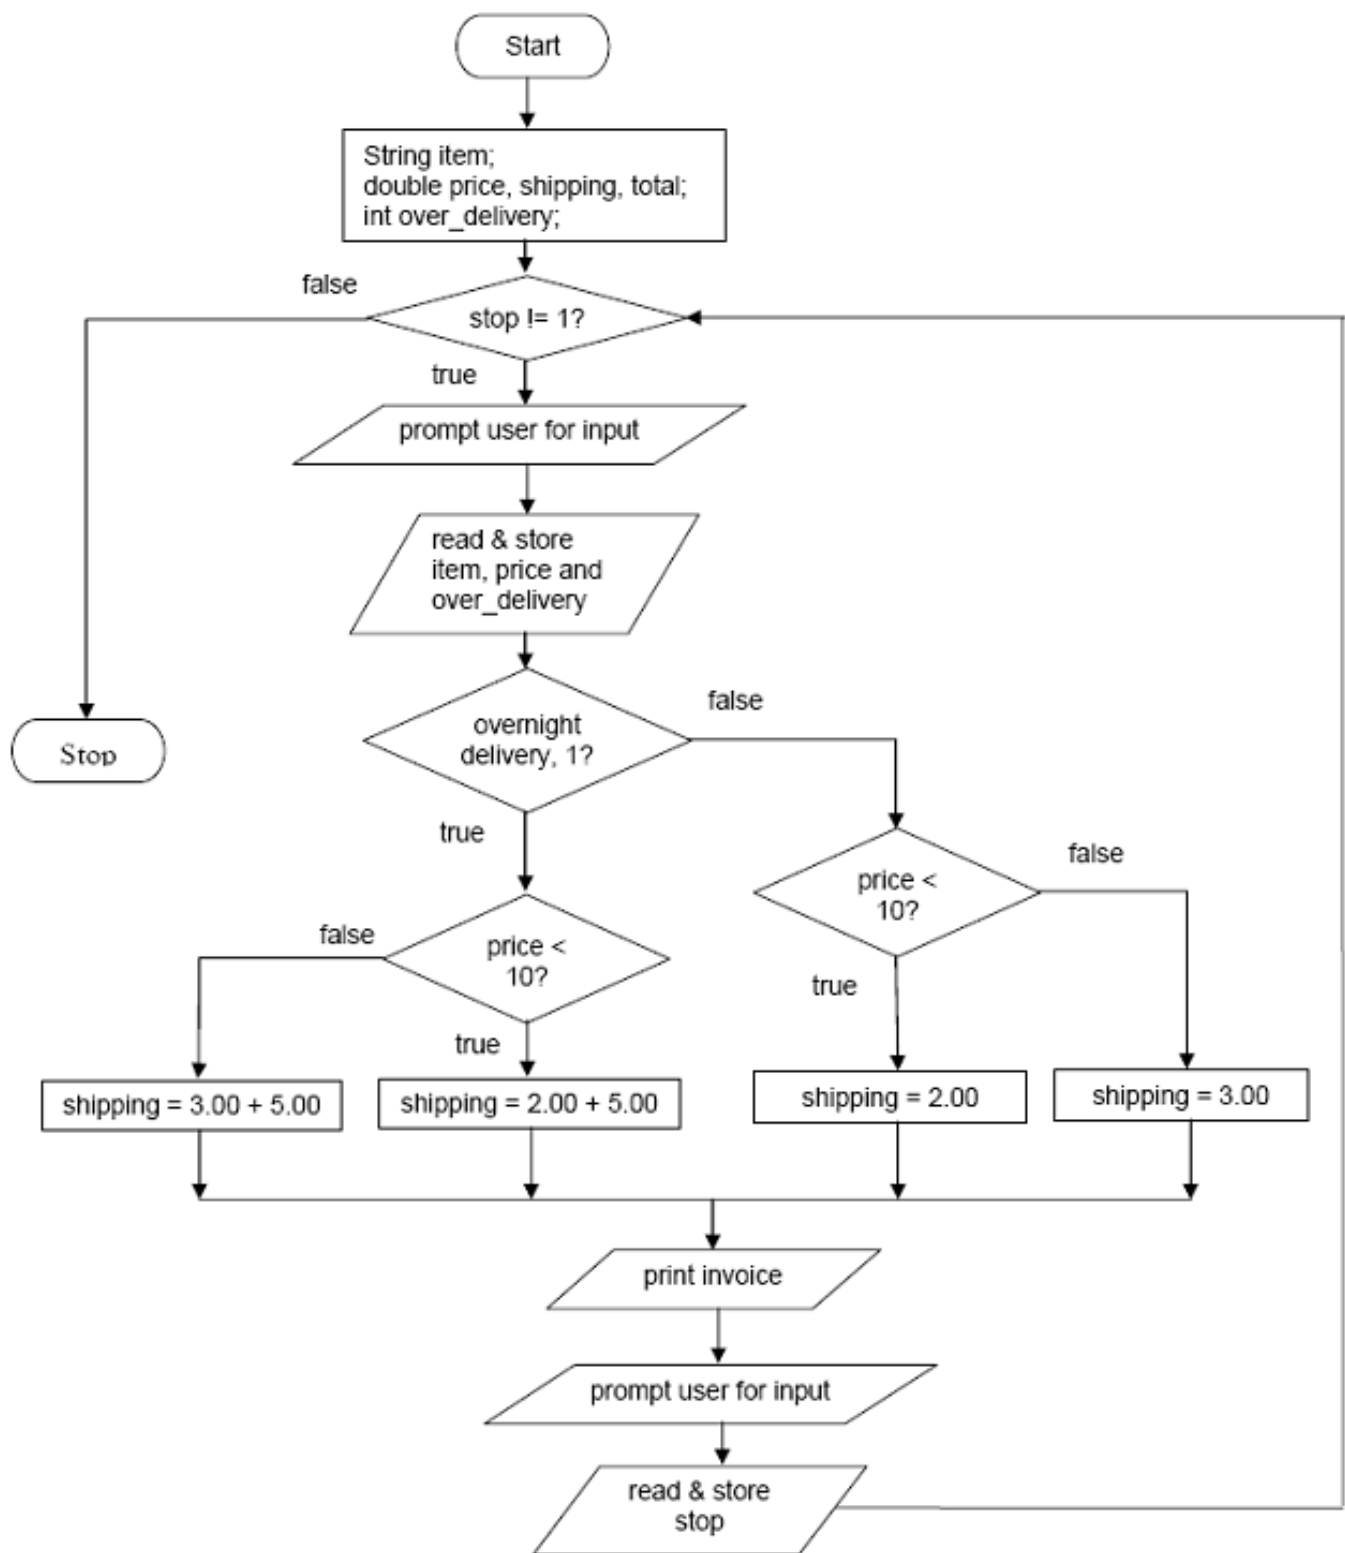 Start
String item;
double price, shipping, total;
int over_delivery;
false
stop != 1?
true
prompt user for input
read & store
item, price and
over_delivery
false
overnight
delivery, 1?
Stop
true
false
price <
10?
false
price <
10?
true
true
shipping = 3.00 + 5.00
shipping = 2.00 + 5.00
shipping = 2.00
shipping = 3.00
print invoice
prompt user for input
read & store
stop